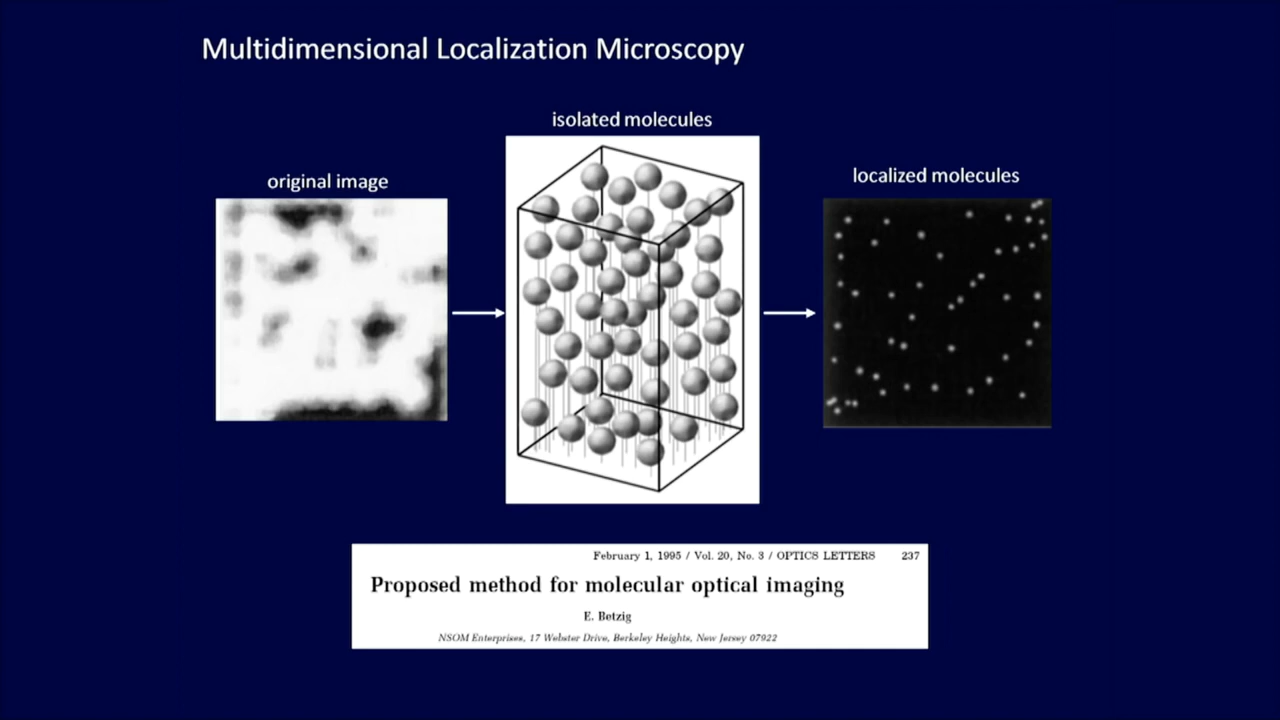 Multidimensional Localization Microscopy
isolated molecules
original image
localized molecules
February 1, 1995 / Vol. 20, No. 3 / OPTICS LETTERS 237
Proposed method for molecular optical imaging
E. Betzig
NSOM Enterprises, 17 Webster Drive, Berkeley Heights, New Jersey 07922